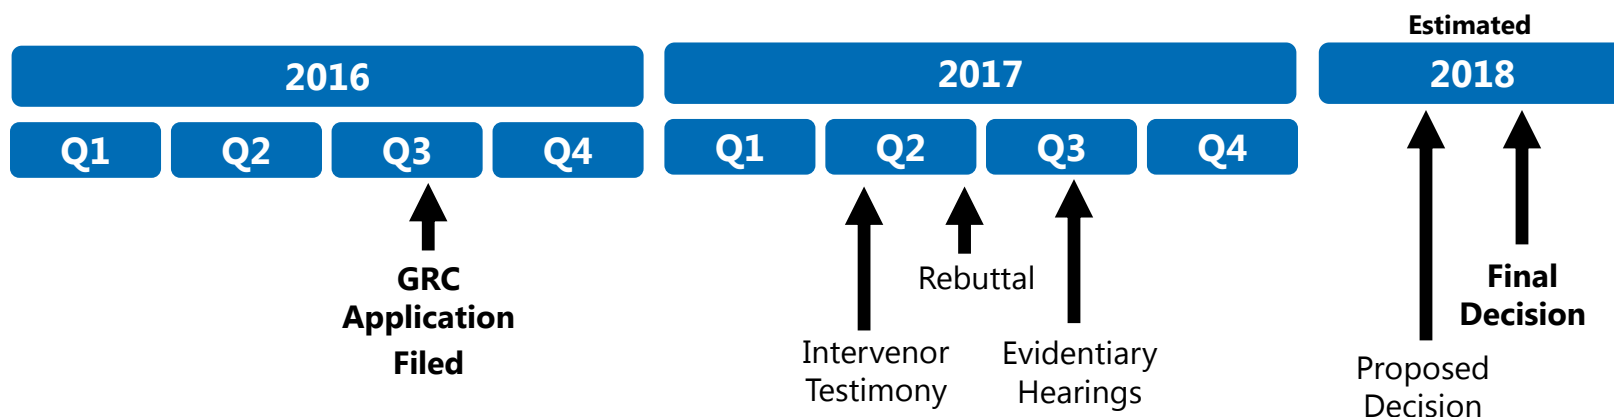 Estimated
2016
2017
2018
Q1 Q2 Q3 Q4
Q1 Q2 Q3 Q4
GRC
Application
Filed
Intervenor
Testimony
Rebuttal
Evidentiary
Hearings
Proposed
Decision
Final
Decision